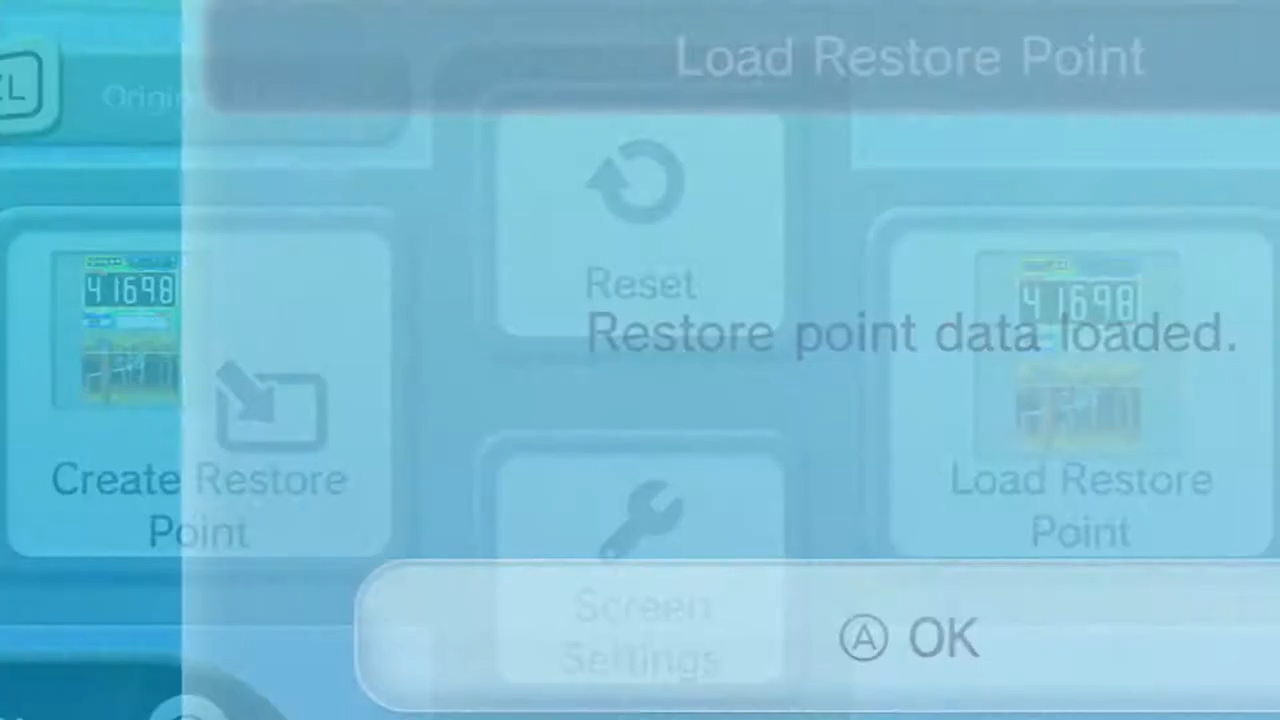 Load Restore Point
ZL
41698
41698
Reset
Restore point data loaded.
Create Restore
Point
Load Restore
Point
Screen
Settings
Ⓐ OK